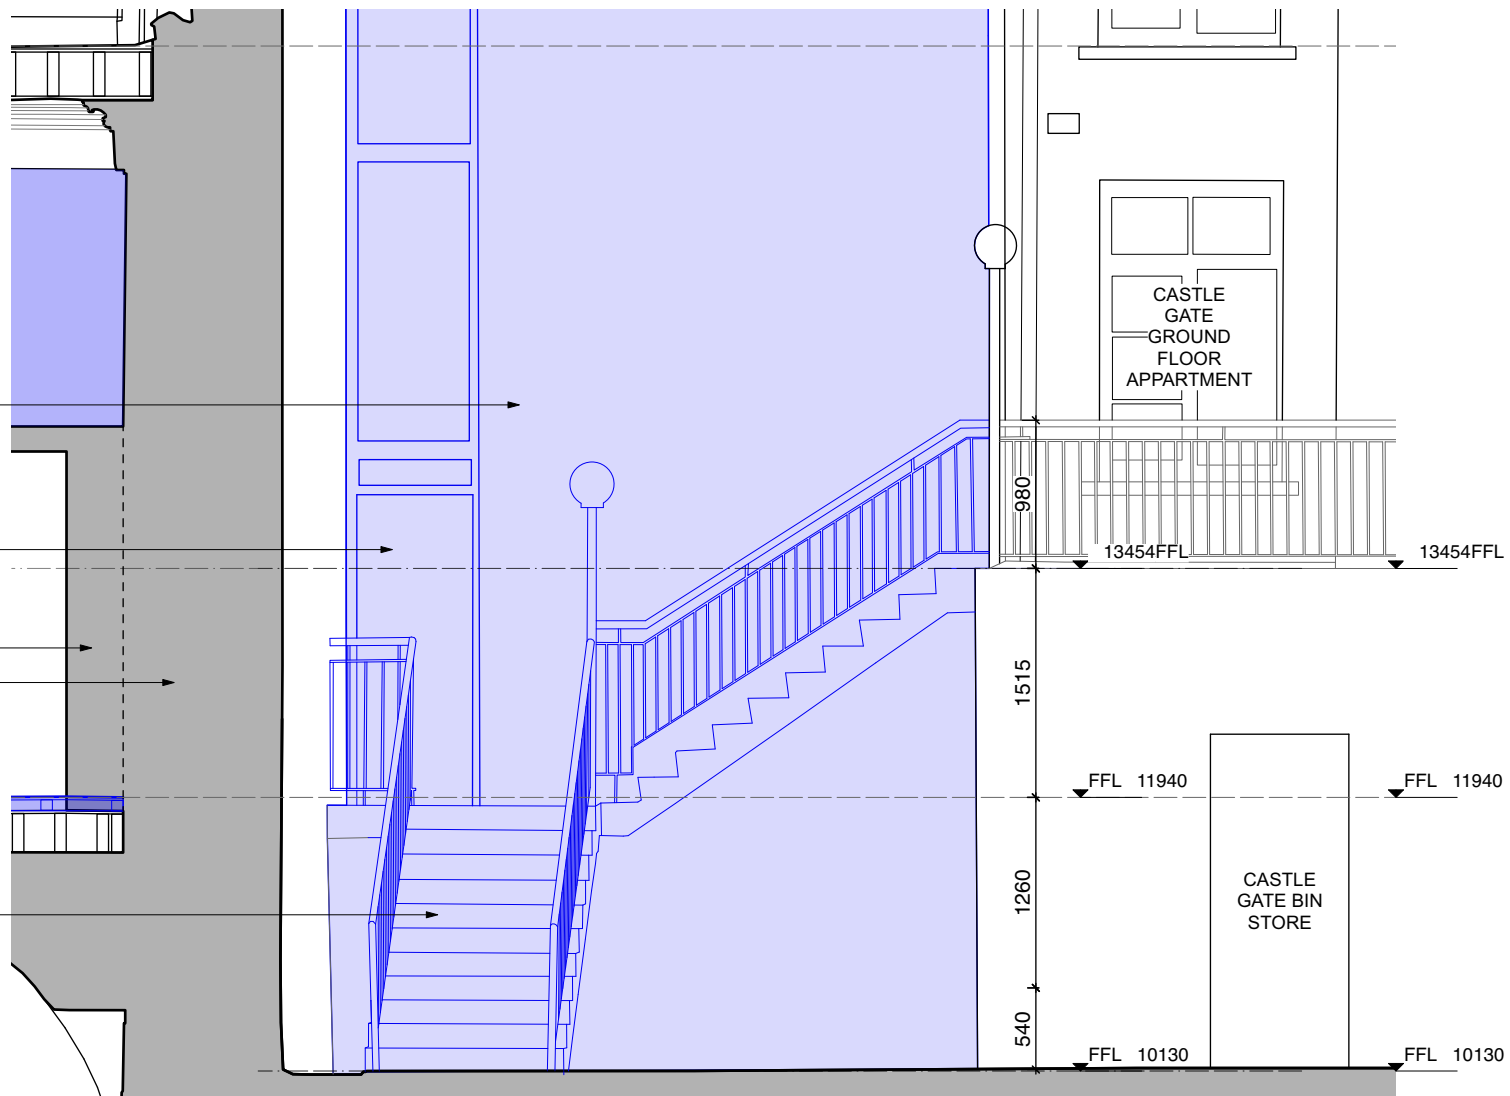 CASTLE
GATE
GROUND
FLOOR
APPARTMENT
980
13454FFL
13454FFL
1515
FFL 11940
FFL 11940
1260
CASTLE
GATE BIN
STORE
540
FFL 10130
FFL 10130